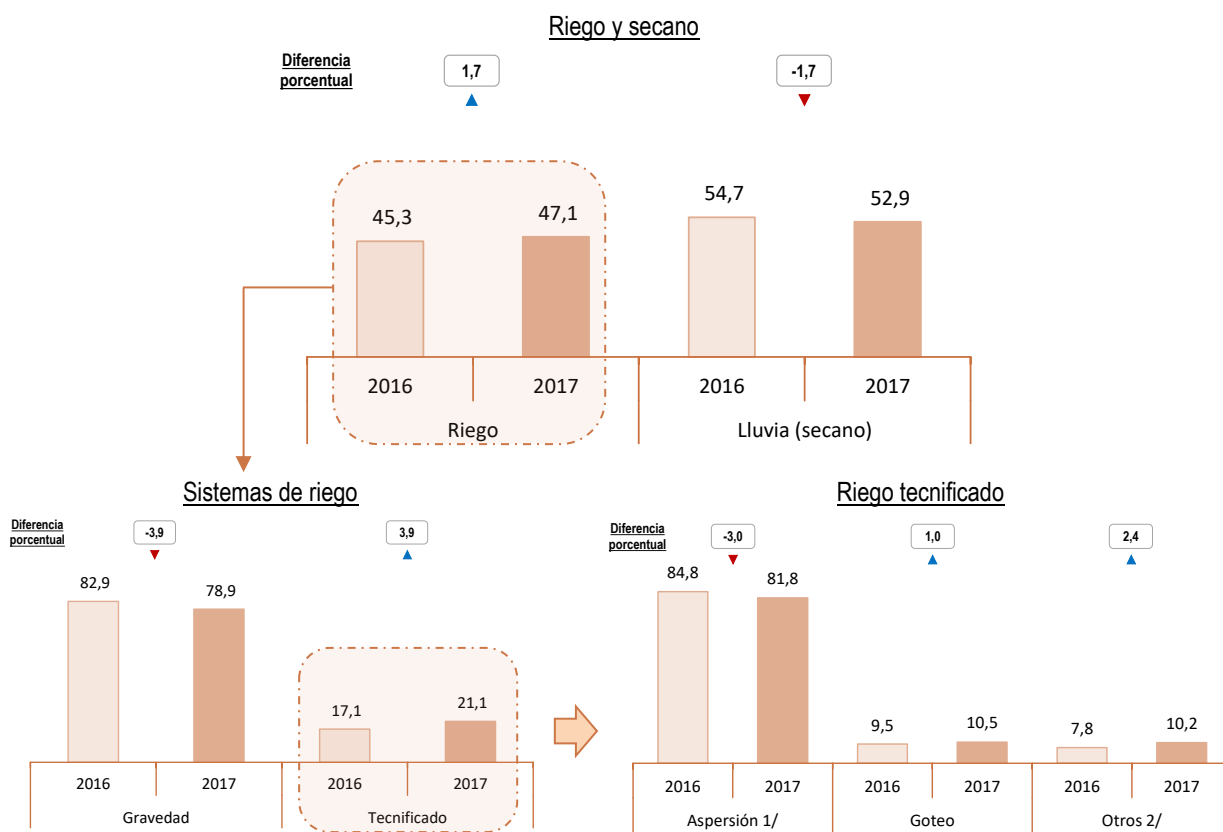 Riego y secano
Diferencia
porcentual
1,7
-1,7
45,3
47,1
54,7
52,9
2016
2017
2016
2017
Riego
Lluvia (secano)
Sistemas de riego
Diferencia
porcentual
-3,9
3,9
82,9
78,9
17,1
21,1
2016
2017
2016
2017
Gravedad
Tecnificado
Riego tecnificado
Diferencia
porcentual
-3,0
1,0
2,4
84,8
81,8
9,5
10,5
7,8
10,2
2016
2017
2016
2017
2016
2017
Aspersión 1/
Goteo
Otros 2/